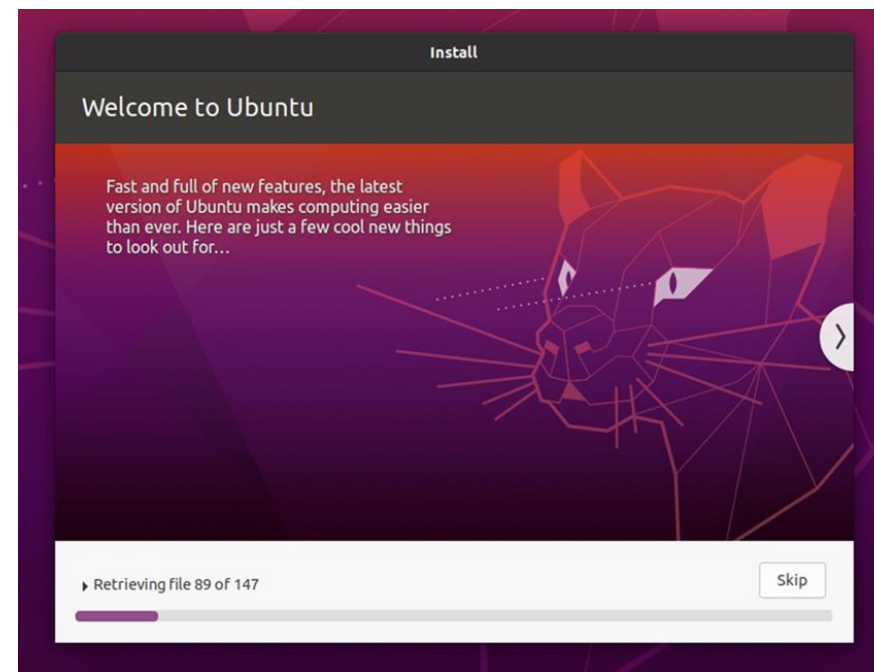 Install
Welcome to Ubuntu
Fast and full of new features, the latest
version of Ubuntu makes computing easier
than ever. Here are just a few cool new things
to look out for…
Retrieving file 89 of 147
Skip